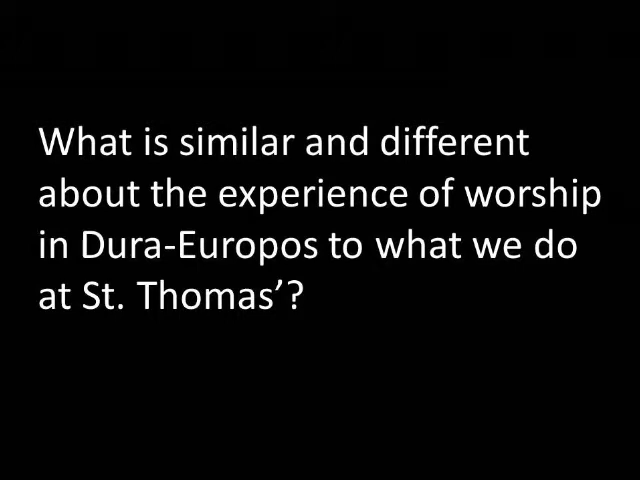 What is similar and different
about the experience of worship
in Dura-Europos to what we do
at St. Thomas’?